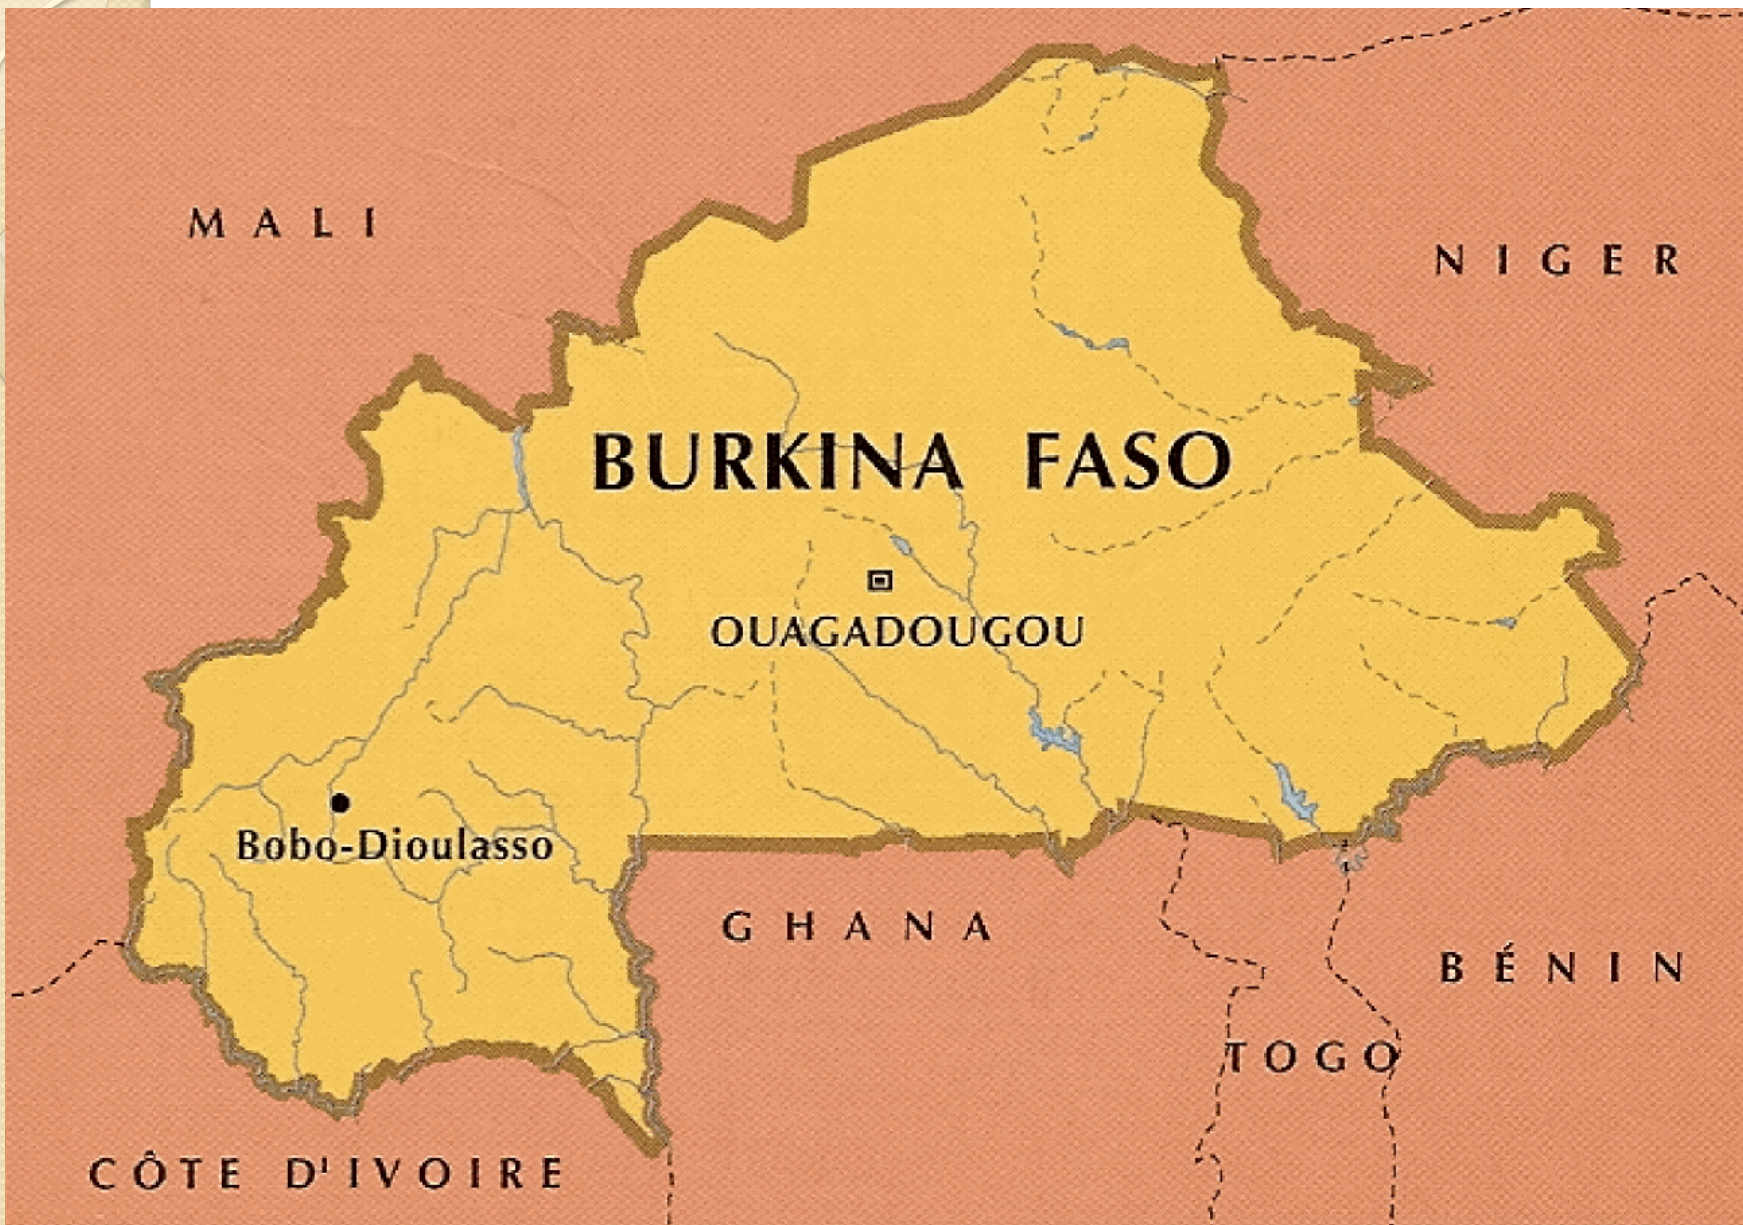 MALI
NIGER
BURKINA FASO
OUAGADOUGOU
Bobo-Dioulasso
GHANA
BÉNIN
TOGO
CÔTE D'IVOIRE